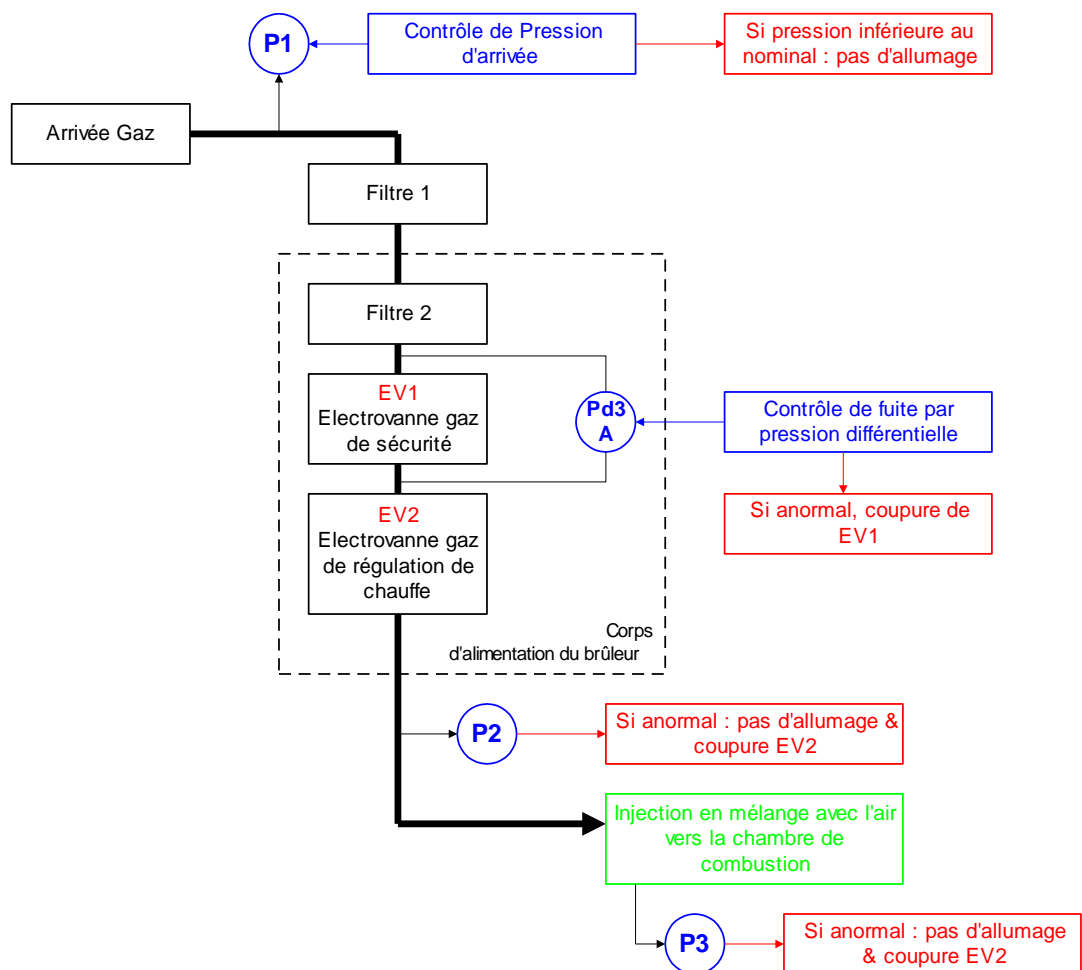 P1
Contrôle de Pression
d'arrivée
Si pression inférieure au
nominal : pas d'allumage
Arrivée Gaz
Filtre 1
Filtre 2
EV1
Electrovanne gaz
de sécurité
Pd3
A
Contrôle de fuite par
pression différentielle
Si anormal, coupure de
EV1
EV2
Electrovanne gaz
de régulation de
chauffe
Corps
d'alimentation du brûleur
P2
Si anormal : pas d'allumage &
coupure EV2
Injection en mélange avec l'air
vers la chambre de
combustion
P3
Si anormal : pas d'allumage
& coupure EV2